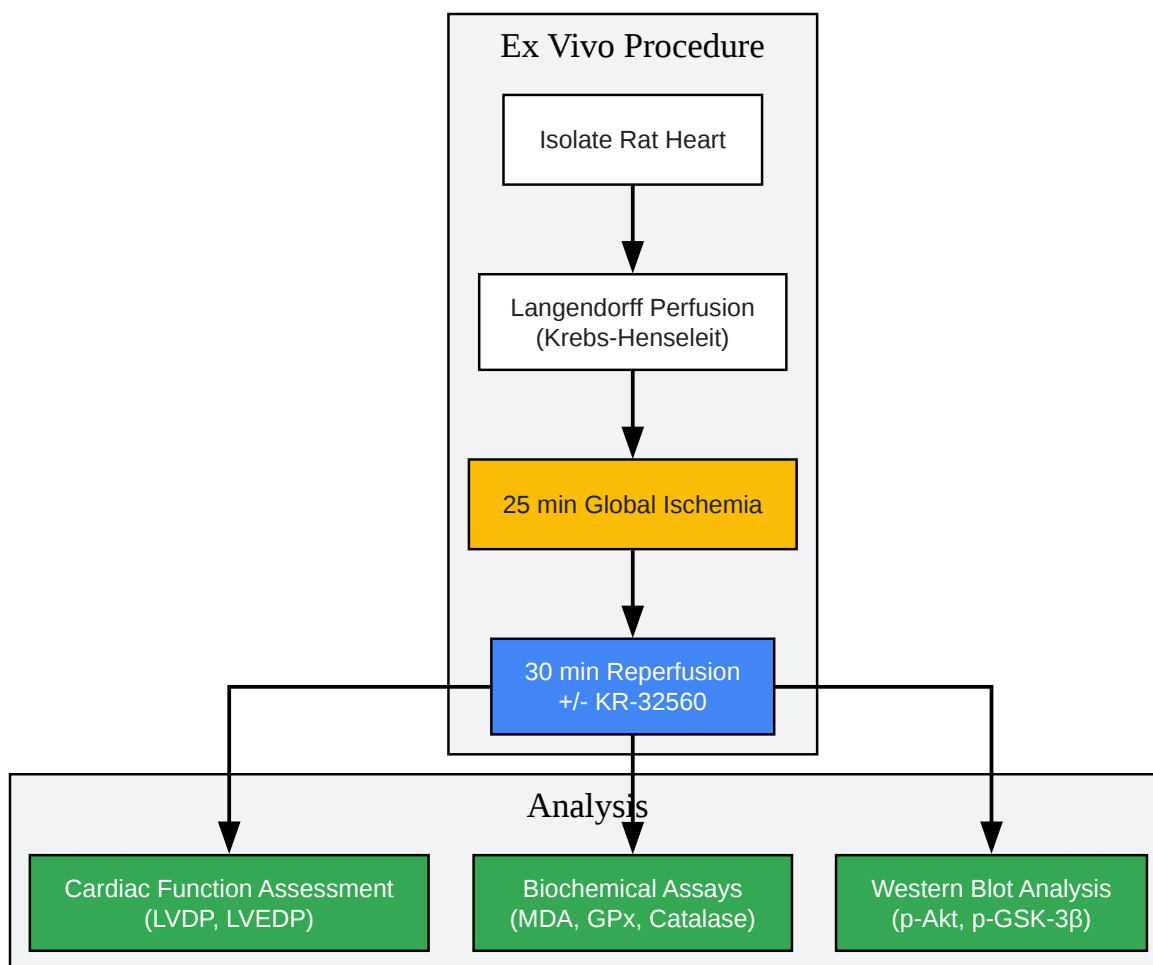 Ex Vivo Procedure
Isolate Rat Heart
Langendorff Perfusion
(Krebs-Henseleit)
25 min Global Ischemia
30 min Reperfusion
+/- KR-32560
Analysis
Cardiac Function Assessment
(LVDP, LVEDP)
Biochemical Assays
(MDA, GPx, Catalase)
Western Blot Analysis
(p-Akt, p-GSK-3β)